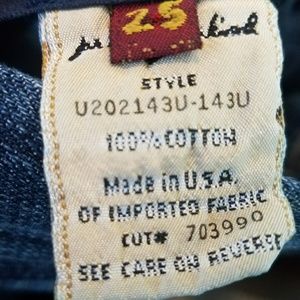 25
STYLE
U202143U-143U
100% COTTON
Made in U.S.A.
OF IMPORTED FABRIC
CUT# 703990
SEE CARE ON REVERSE